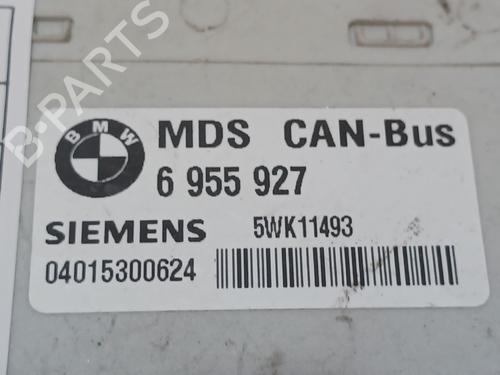 B-PARTS
BMW
MDS CAN-Bus
6 955 927
SIEMENS 5WK11493
04015300624